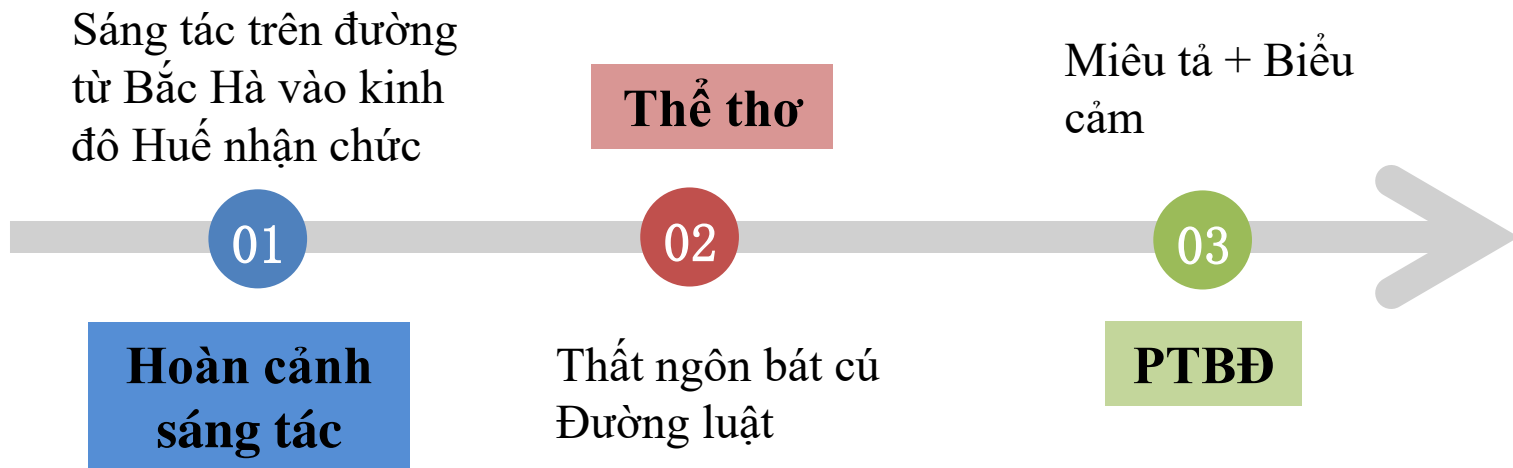 Sáng tác trên đường
từ Bắc Hà vào kinh
đô Huế nhận chức
01
Hoàn cảnh
sáng tác
Thể thơ
02
Thất ngôn bát cú
Đường luật
Miêu tả + Biểu
cảm
03
PTBĐ